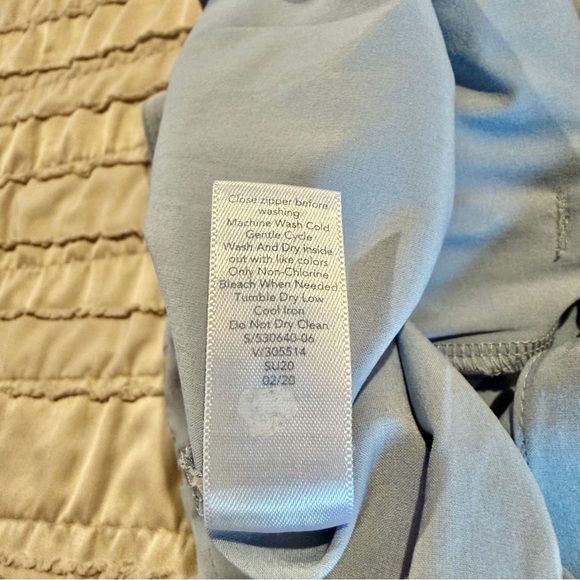 Close zipper before
washing
Machine Wash Cold
Gentle Cycle
Wash And Dry inside
out with like colors
Only Non-Chlorine
Bleach When Needed
Tumble Dry Low
Cool Iron
Do Not Dry Clean
S/530640-06
V/305514
SU20
02/20